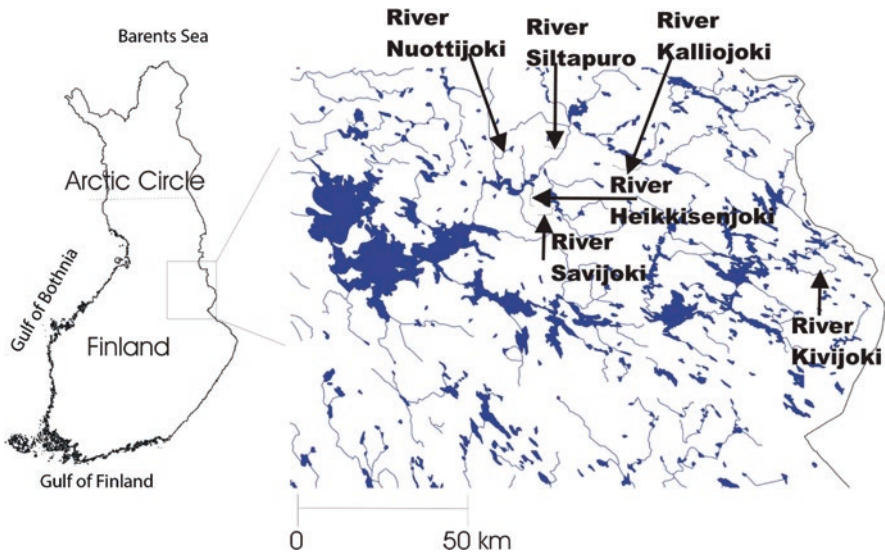 Barents Sea
Arctic Circle
Gulf of Bothnia
Finland
Gulf of Finland
River
Nuottijoki
River
Siltapuro
River
Kalliojoki
River
Heikkisenjoki
River
Savijoki
River
Kivijoki
0
50 km